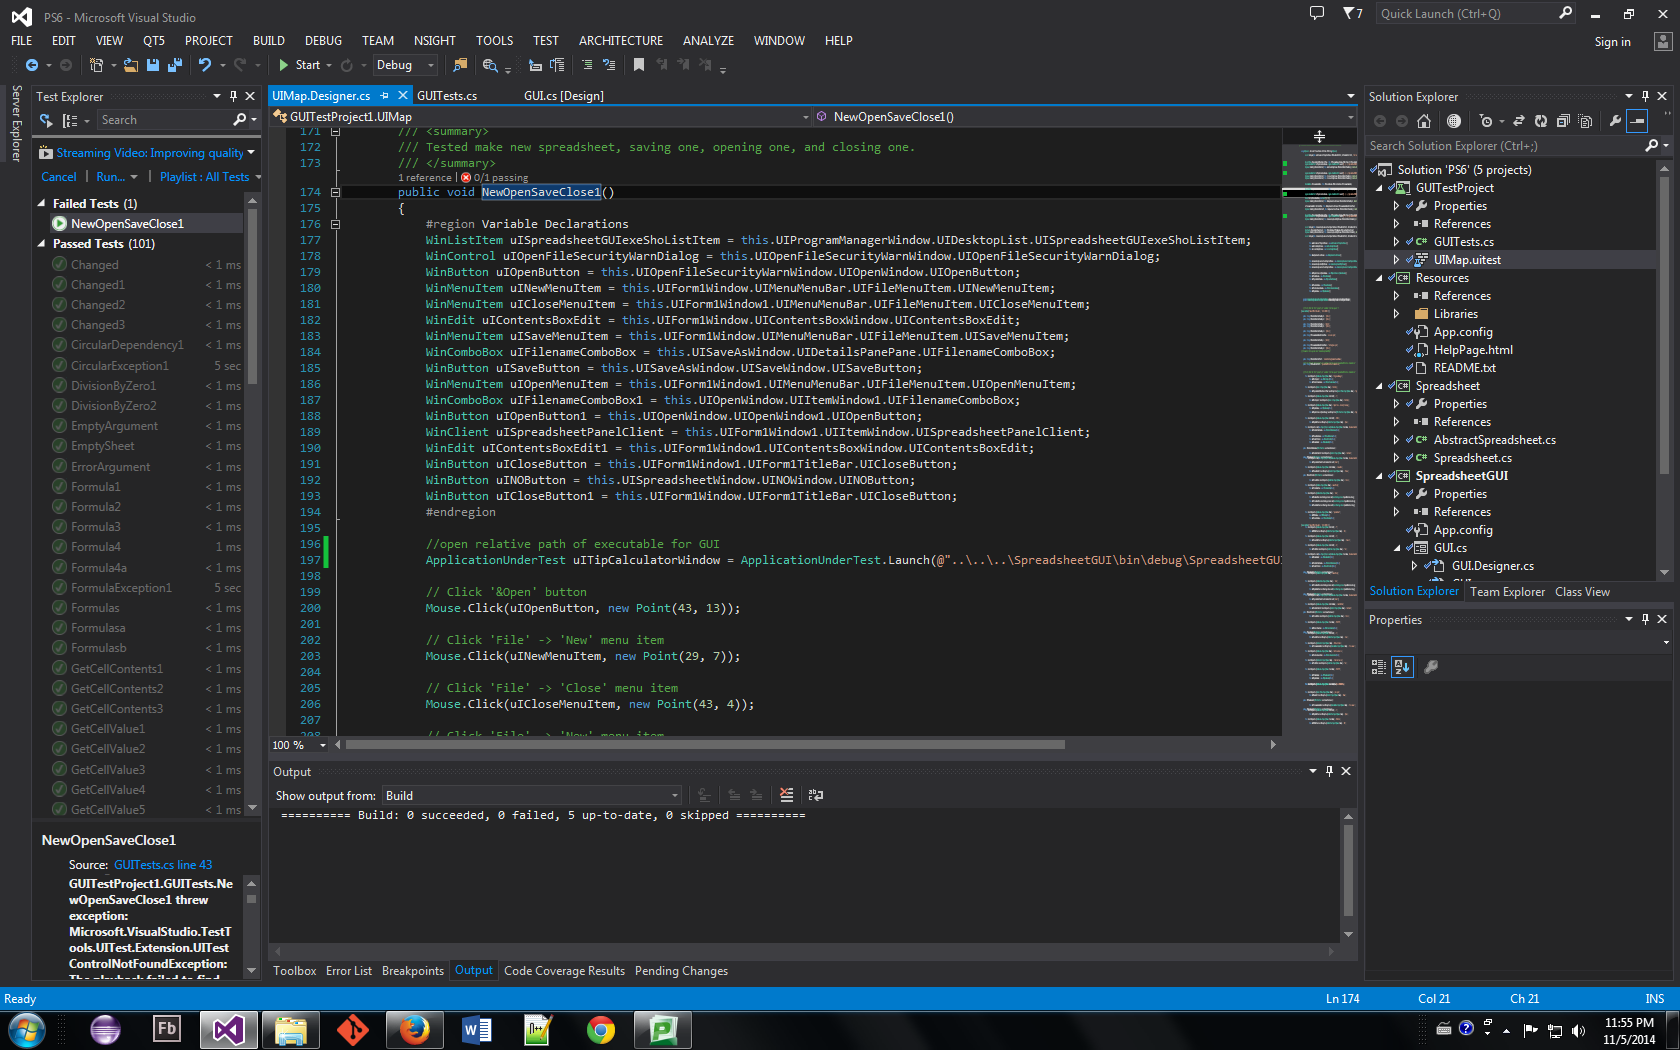 PS6 - Microsoft Visual Studio
7
Quick Launch (Ctrl+Q)
FILE EDIT VIEW QT5 PROJECT BUILD DEBUG TEAM NSIGHT TOOLS TEST ARCHITECTURE ANALYZE WINDOW HELP
Sign in
Start Debug
Server Explorer
Test Explorer
Search
Streaming Video: Improving quality
Cancel Run... Playlist : All Tests
Failed Tests (1)
NewOpenSaveClose1
Passed Tests (101)
Changed < 1 ms
Changed1 < 1 ms
Changed2 < 1 ms
Changed3 < 1 ms
CircularDependency1 < 1 ms
CircularException1 5 sec
DivisionByZero1 < 1 ms
DivisionByZero2 < 1 ms
EmptyArgument < 1 ms
EmptySheet < 1 ms
ErrorArgument < 1 ms
Formula1 < 1 ms
Formula2 < 1 ms
Formula3 < 1 ms
Formula4 1 ms
Formula4a < 1 ms
FormulaException1 5 sec
Formulas < 1 ms
Formulasa < 1 ms
Formulasb < 1 ms
GetCellContents1 < 1 ms
GetCellContents2 < 1 ms
GetCellContents3 < 1 ms
GetCellValue1 < 1 ms
GetCellValue2 < 1 ms
GetCellValue3 < 1 ms
GetCellValue4 < 1 ms
GetCellValue5 < 1 ms
NewOpenSaveClose1
Source: GUITests.cs line 43
GUITestProject1.GUITests.Ne
wOpenSaveClose1 threw
exception:
Microsoft.VisualStudio.TestT
ools.UITest.Extension.UITest
ControlNotFoundException:
The playback failed to find
UIMap.Designer.cs GUITests.cs GUI.cs [Design]
GUITestProject1.UIMap NewOpenSaveClose1()
171 /// <summary>
172 /// Tested make new spreadsheet, saving one, opening one, and closing one.
173 /// </summary>
1 reference | 0/1 passing
174 public void NewOpenSaveClose1()
175 {
176 #region Variable Declarations
177 WinListItem uISpreadsheetGUIexeShoListItem = this.UIProgramManagerWindow.UIDesktopList.UISpreadsheetGUIexeShoListItem;
178 WinControl uIOpenFileSecurityWarnDialog = this.UIOpenFileSecurityWarnWindow.UIOpenFileSecurityWarnDialog;
179 WinButton uIOpenButton = this.UIOpenFileSecurityWarnWindow.UIOpenWindow.UIOpenButton;
180 WinMenuItem uINewMenuItem = this.UIForm1Window.UIMenuMenuBar.UIFileMenuItem.UINewMenuItem;
181 WinMenuItem uICloseMenuItem = this.UIForm1Window1.UIMenuMenuBar.UIFileMenuItem.UICloseMenuItem;
182 WinEdit uIContentsBoxEdit = this.UIForm1Window.UIContentsBoxWindow.UIContentsBoxEdit;
183 WinMenuItem uISaveMenuItem = this.UIForm1Window.UIMenuMenuBar.UIFileMenuItem.UISaveMenuItem;
184 WinComboBox uIFilenameComboBox = this.UISaveAsWindow.UIDetailsPanePane.UIFilenameComboBox;
185 WinButton uISaveButton = this.UISaveAsWindow.UISaveWindow.UISaveButton;
186 WinMenuItem uIOpenMenuItem = this.UIForm1Window1.UIMenuMenuBar.UIFileMenuItem.UIOpenMenuItem;
187 WinComboBox uIFilenameComboBox1 = this.UIOpenWindow.UIItemWindow1.UIFilenameComboBox;
188 WinButton uIOpenButton1 = this.UIOpenWindow.UIOpenWindow1.UIOpenButton;
189 WinClient uISpreadsheetPanelClient = this.UIForm1Window1.UIItemWindow.UISpreadsheetPanelClient;
190 WinEdit uIContentsBoxEdit1 = this.UIForm1Window1.UIContentsBoxWindow.UIContentsBoxEdit;
191 WinButton uICloseButton = this.UIForm1Window1.UIForm1TitleBar.UICloseButton;
192 WinButton uINOButton = this.UISpreadsheetWindow.UINOWindow.UINOButton;
193 WinButton uICloseButton1 = this.UIForm1Window.UIForm1TitleBar.UICloseButton;
194 #endregion
195
196 //open relative path of executable for GUI
197 ApplicationUnderTest uITipCalculatorWindow = ApplicationUnderTest.Launch(@"..\..\..\SpreadsheetGUI\bin\debug\SpreadsheetGUI
198
199 // Click '&Open' button
200 Mouse.Click(uIOpenButton, new Point(43, 13));
201
202 // Click 'File' -> 'New' menu item
203 Mouse.Click(uINewMenuItem, new Point(29, 7));
204
205 // Click 'File' -> 'Close' menu item
206 Mouse.Click(uICloseMenuItem, new Point(43, 4));
207
208 // Click 'File' -> 'New' menu item
100 %
Output
Show output from: Build
========== Build: 0 succeeded, 0 failed, 5 up-to-date, 0 skipped ==========
Toolbox Error List Breakpoints Output Code Coverage Results Pending Changes
Solution Explorer
Search Solution Explorer (Ctrl+;)
Solution 'PS6' (5 projects)
GUITestProject
Properties
References
GUITests.cs
UIMap.uitest
Resources
References
Libraries
App.config
HelpPage.html
README.txt
Spreadsheet
Properties
References
AbstractSpreadsheet.cs
Spreadsheet.cs
SpreadsheetGUI
Properties
References
App.config
GUI.cs
GUI.Designer.cs
Solution Explorer Team Explorer Class View
Properties
Ready Ln 174 Col 21 Ch 21 INS
Fb
11:55 PM
11/5/2014